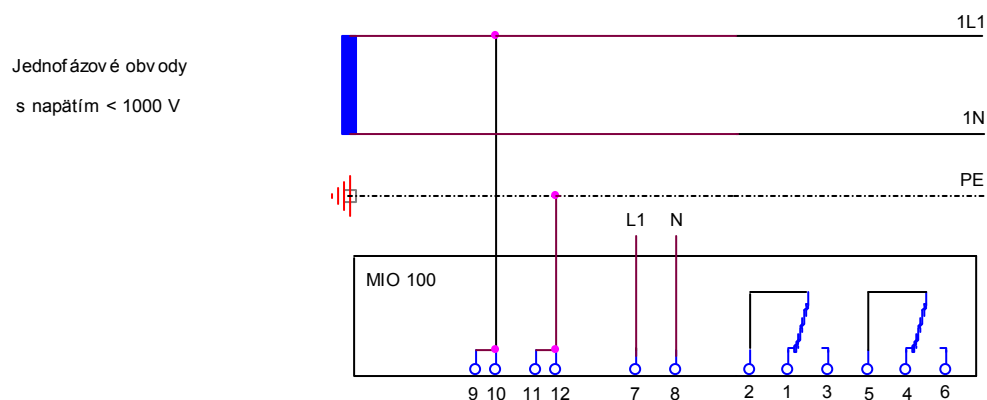 1L1
Jednofázové obvody
s napätím < 1000 V
1N
PE
L1 N
MIO 100
9 10 11 12 7 8 2 1 3 5 4 6